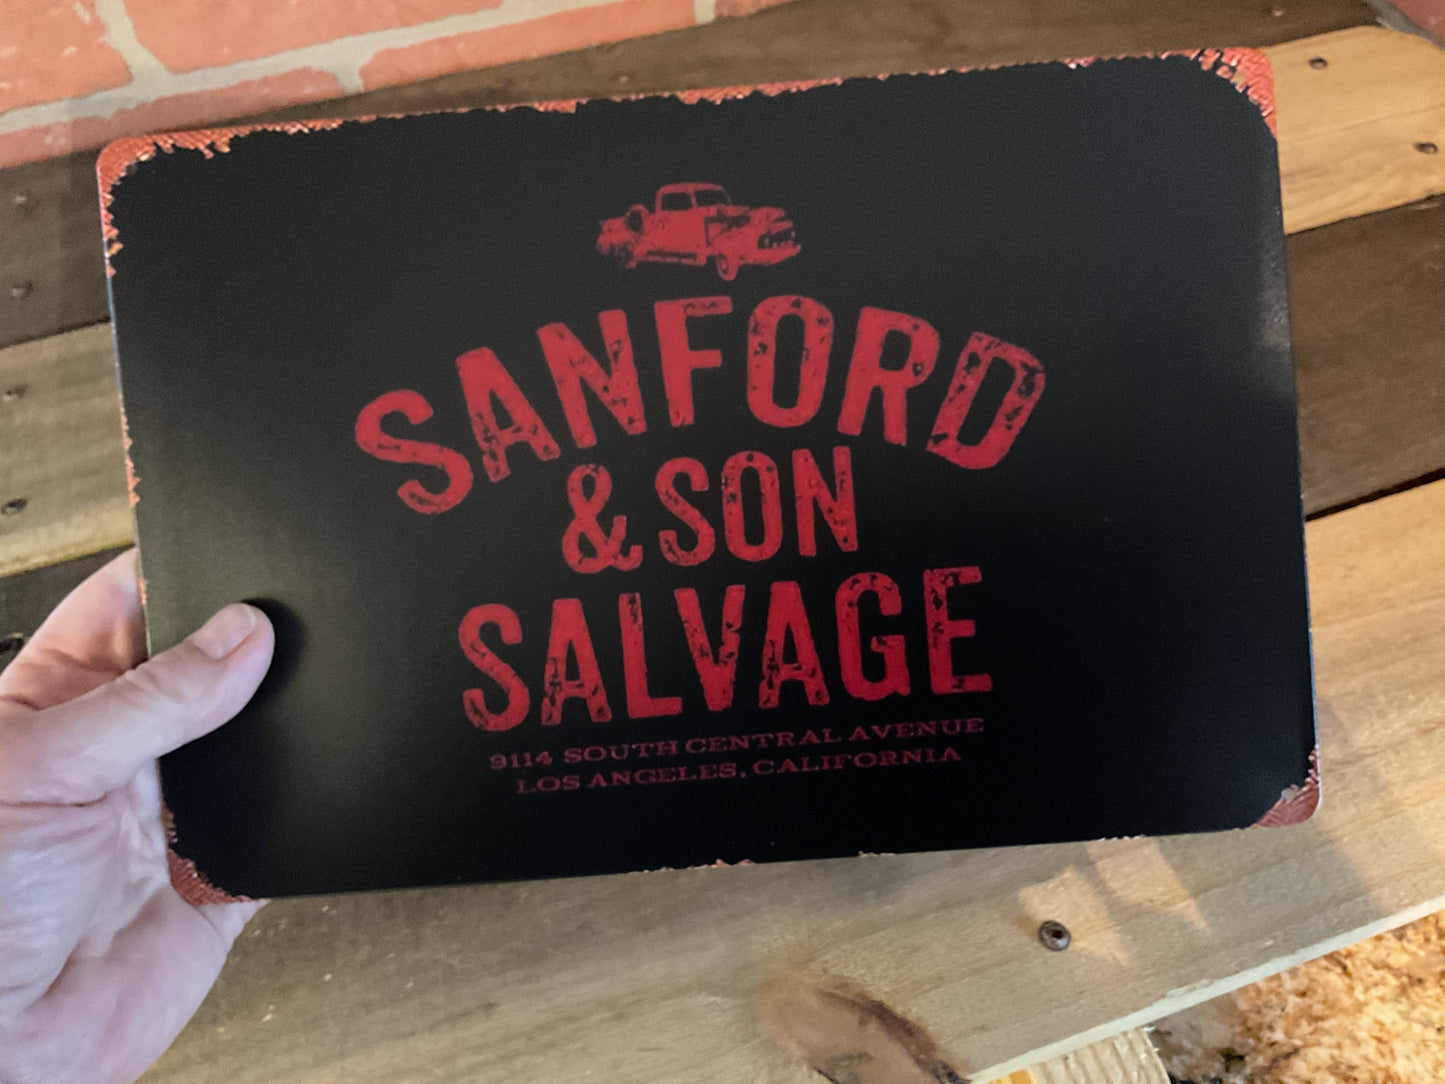 SANFORD
& SON
SALVAGE
9114 SOUTH CENTRAL AVENUE
LOS ANGELES, CALIFORNIA